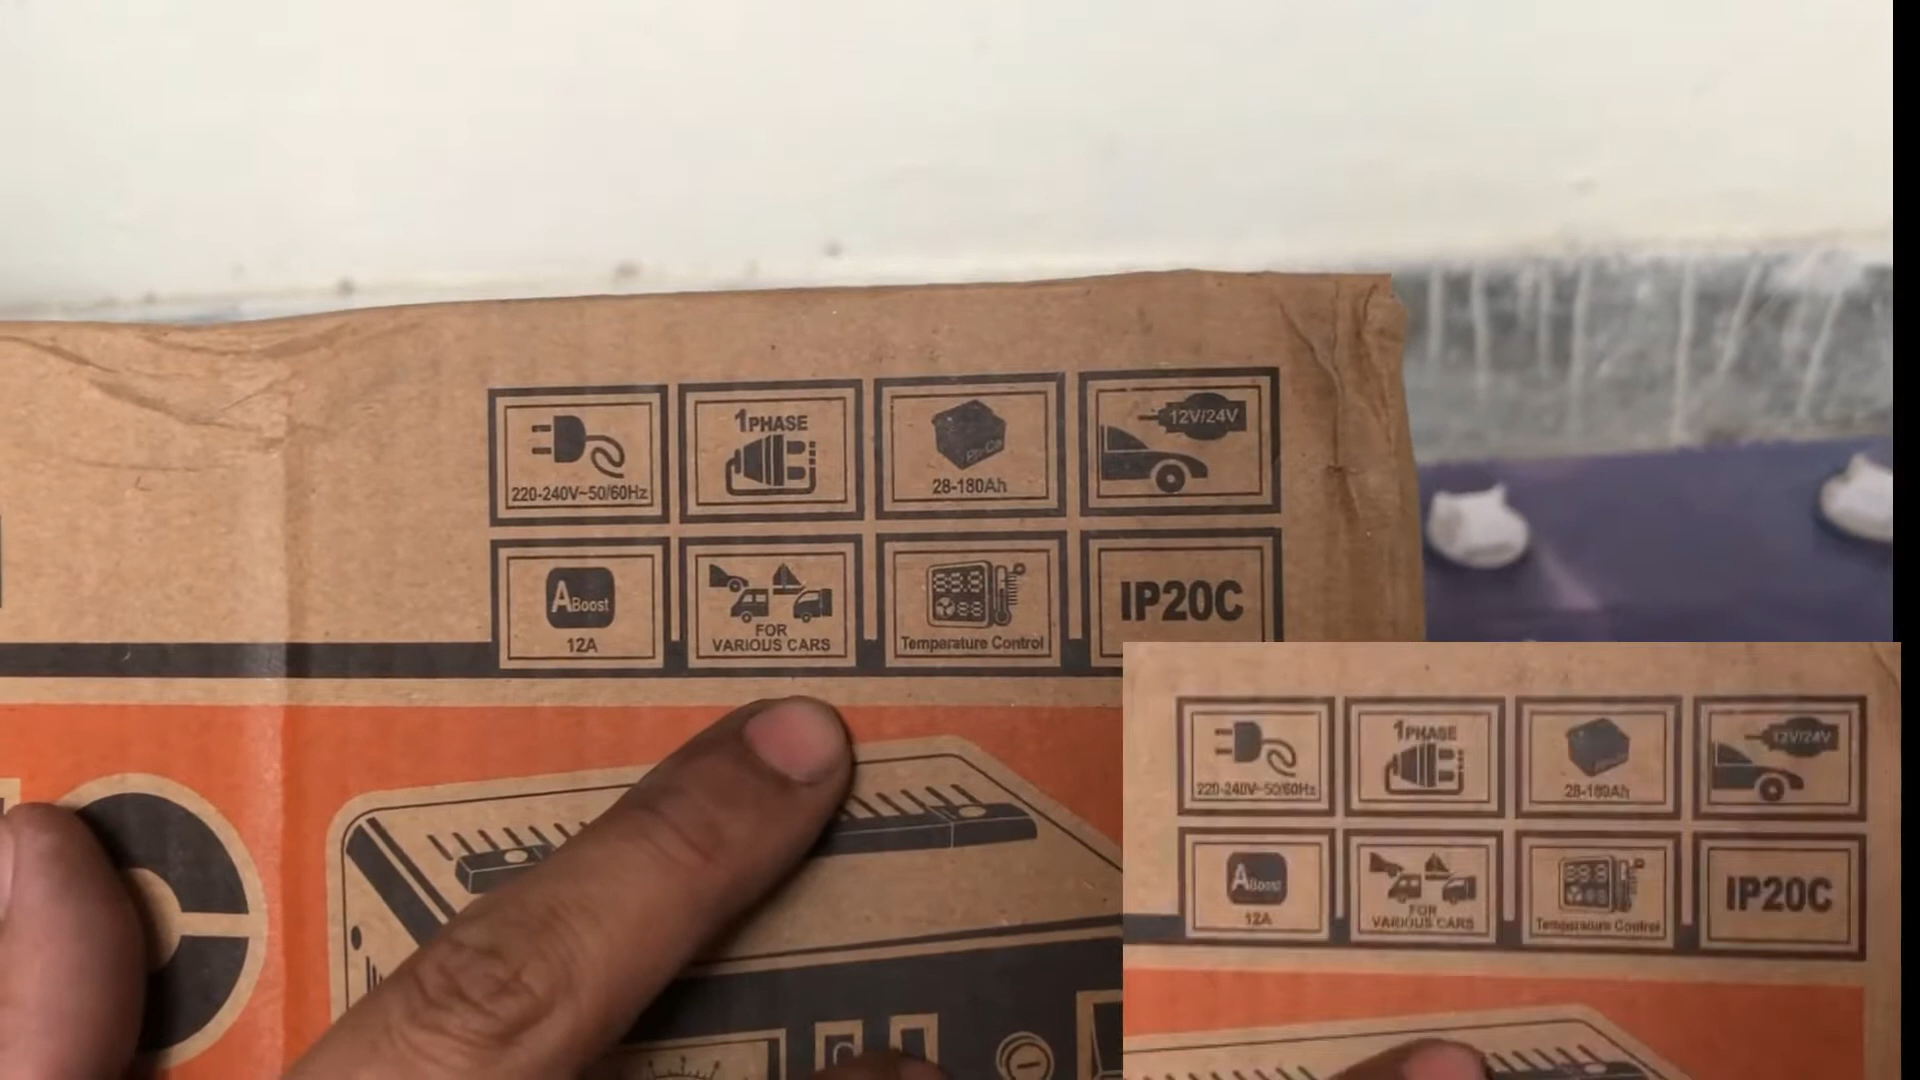 220-240V~50/60Hz
1PHASE
28-180Ah
12V/24V
ABoost
12A
FOR
VARIOUS CARS
Temperature Control
IP20C
C
220-240V~50/60Hz
1PHASE
28-180Ah
12V/24V
ABoost
12A
FOR
VARIOUS CARS
Temperature Control
IP20C